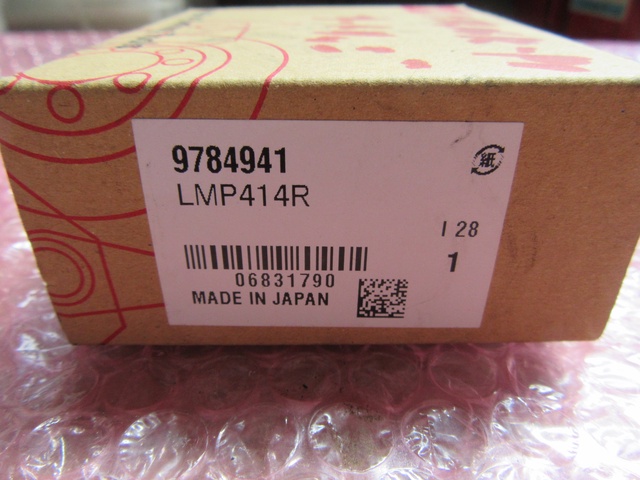 9784941
紙
LMP414R
I 28
1
06831790
MADE IN JAPAN